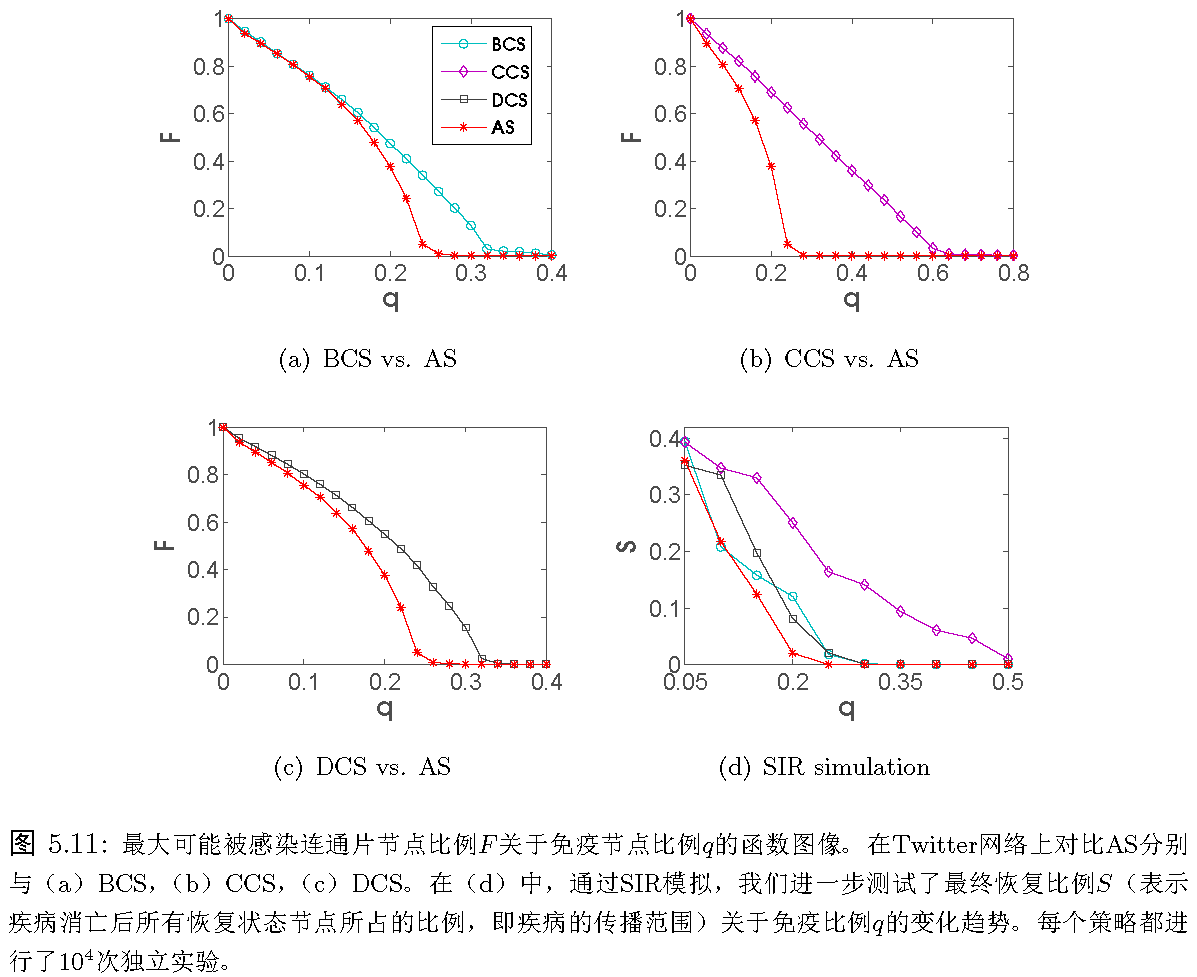 1
0.8
0.6
0.4
0.2
0
F
0 0.1 0.2 0.3 0.4
q
BCS
CCS
DCS
AS
(a) BCS vs. AS
1
0.8
0.6
0.4
0.2
0
F
0 0.2 0.4 0.6 0.8
q
(b) CCS vs. AS
1
0.8
0.6
0.4
0.2
0
F
0 0.1 0.2 0.3 0.4
q
(c) DCS vs. AS
0.4
0.3
0.2
0.1
0
S
0.05 0.2 0.35 0.5
q
(d) SIR simulation
图 5.11: 最大可能被感染连通片节点比例F关于免疫节点比例q的函数图像。在Twitter网络上对比AS分别
与（a）BCS，（b）CCS，（c）DCS。在（d）中，通过SIR模拟，我们进一步测试了最终恢复比例S（表示
疾病消亡后所有恢复状态节点所占的比例，即疾病的传播范围）关于免疫比例q的变化趋势。每个策略都进
行了10⁴次独立实验。